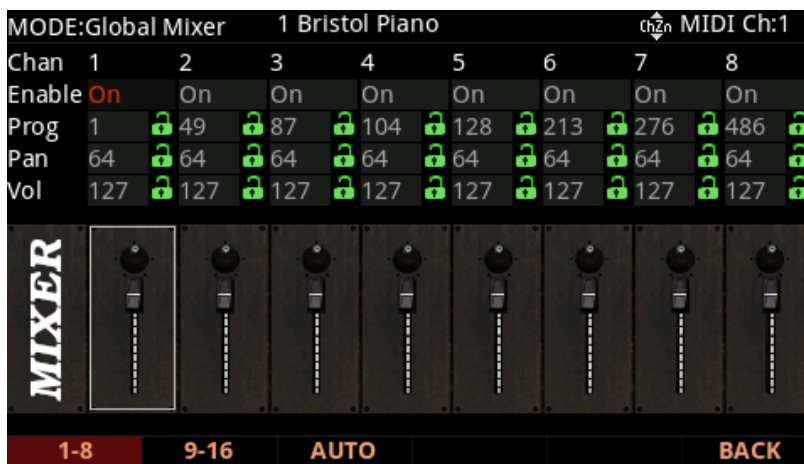 MODE:Global Mixer 1 Bristol Piano ChZn MIDI Ch:1
Chan 1 2 3 4 5 6 7 8
Enable On On On On On On On On
Prog 1 49 87 104 128 213 276 486
Pan 64 64 64 64 64 64 64 64
Vol 127 127 127 127 127 127 127 127
MIXER
1-8 9-16 AUTO BACK